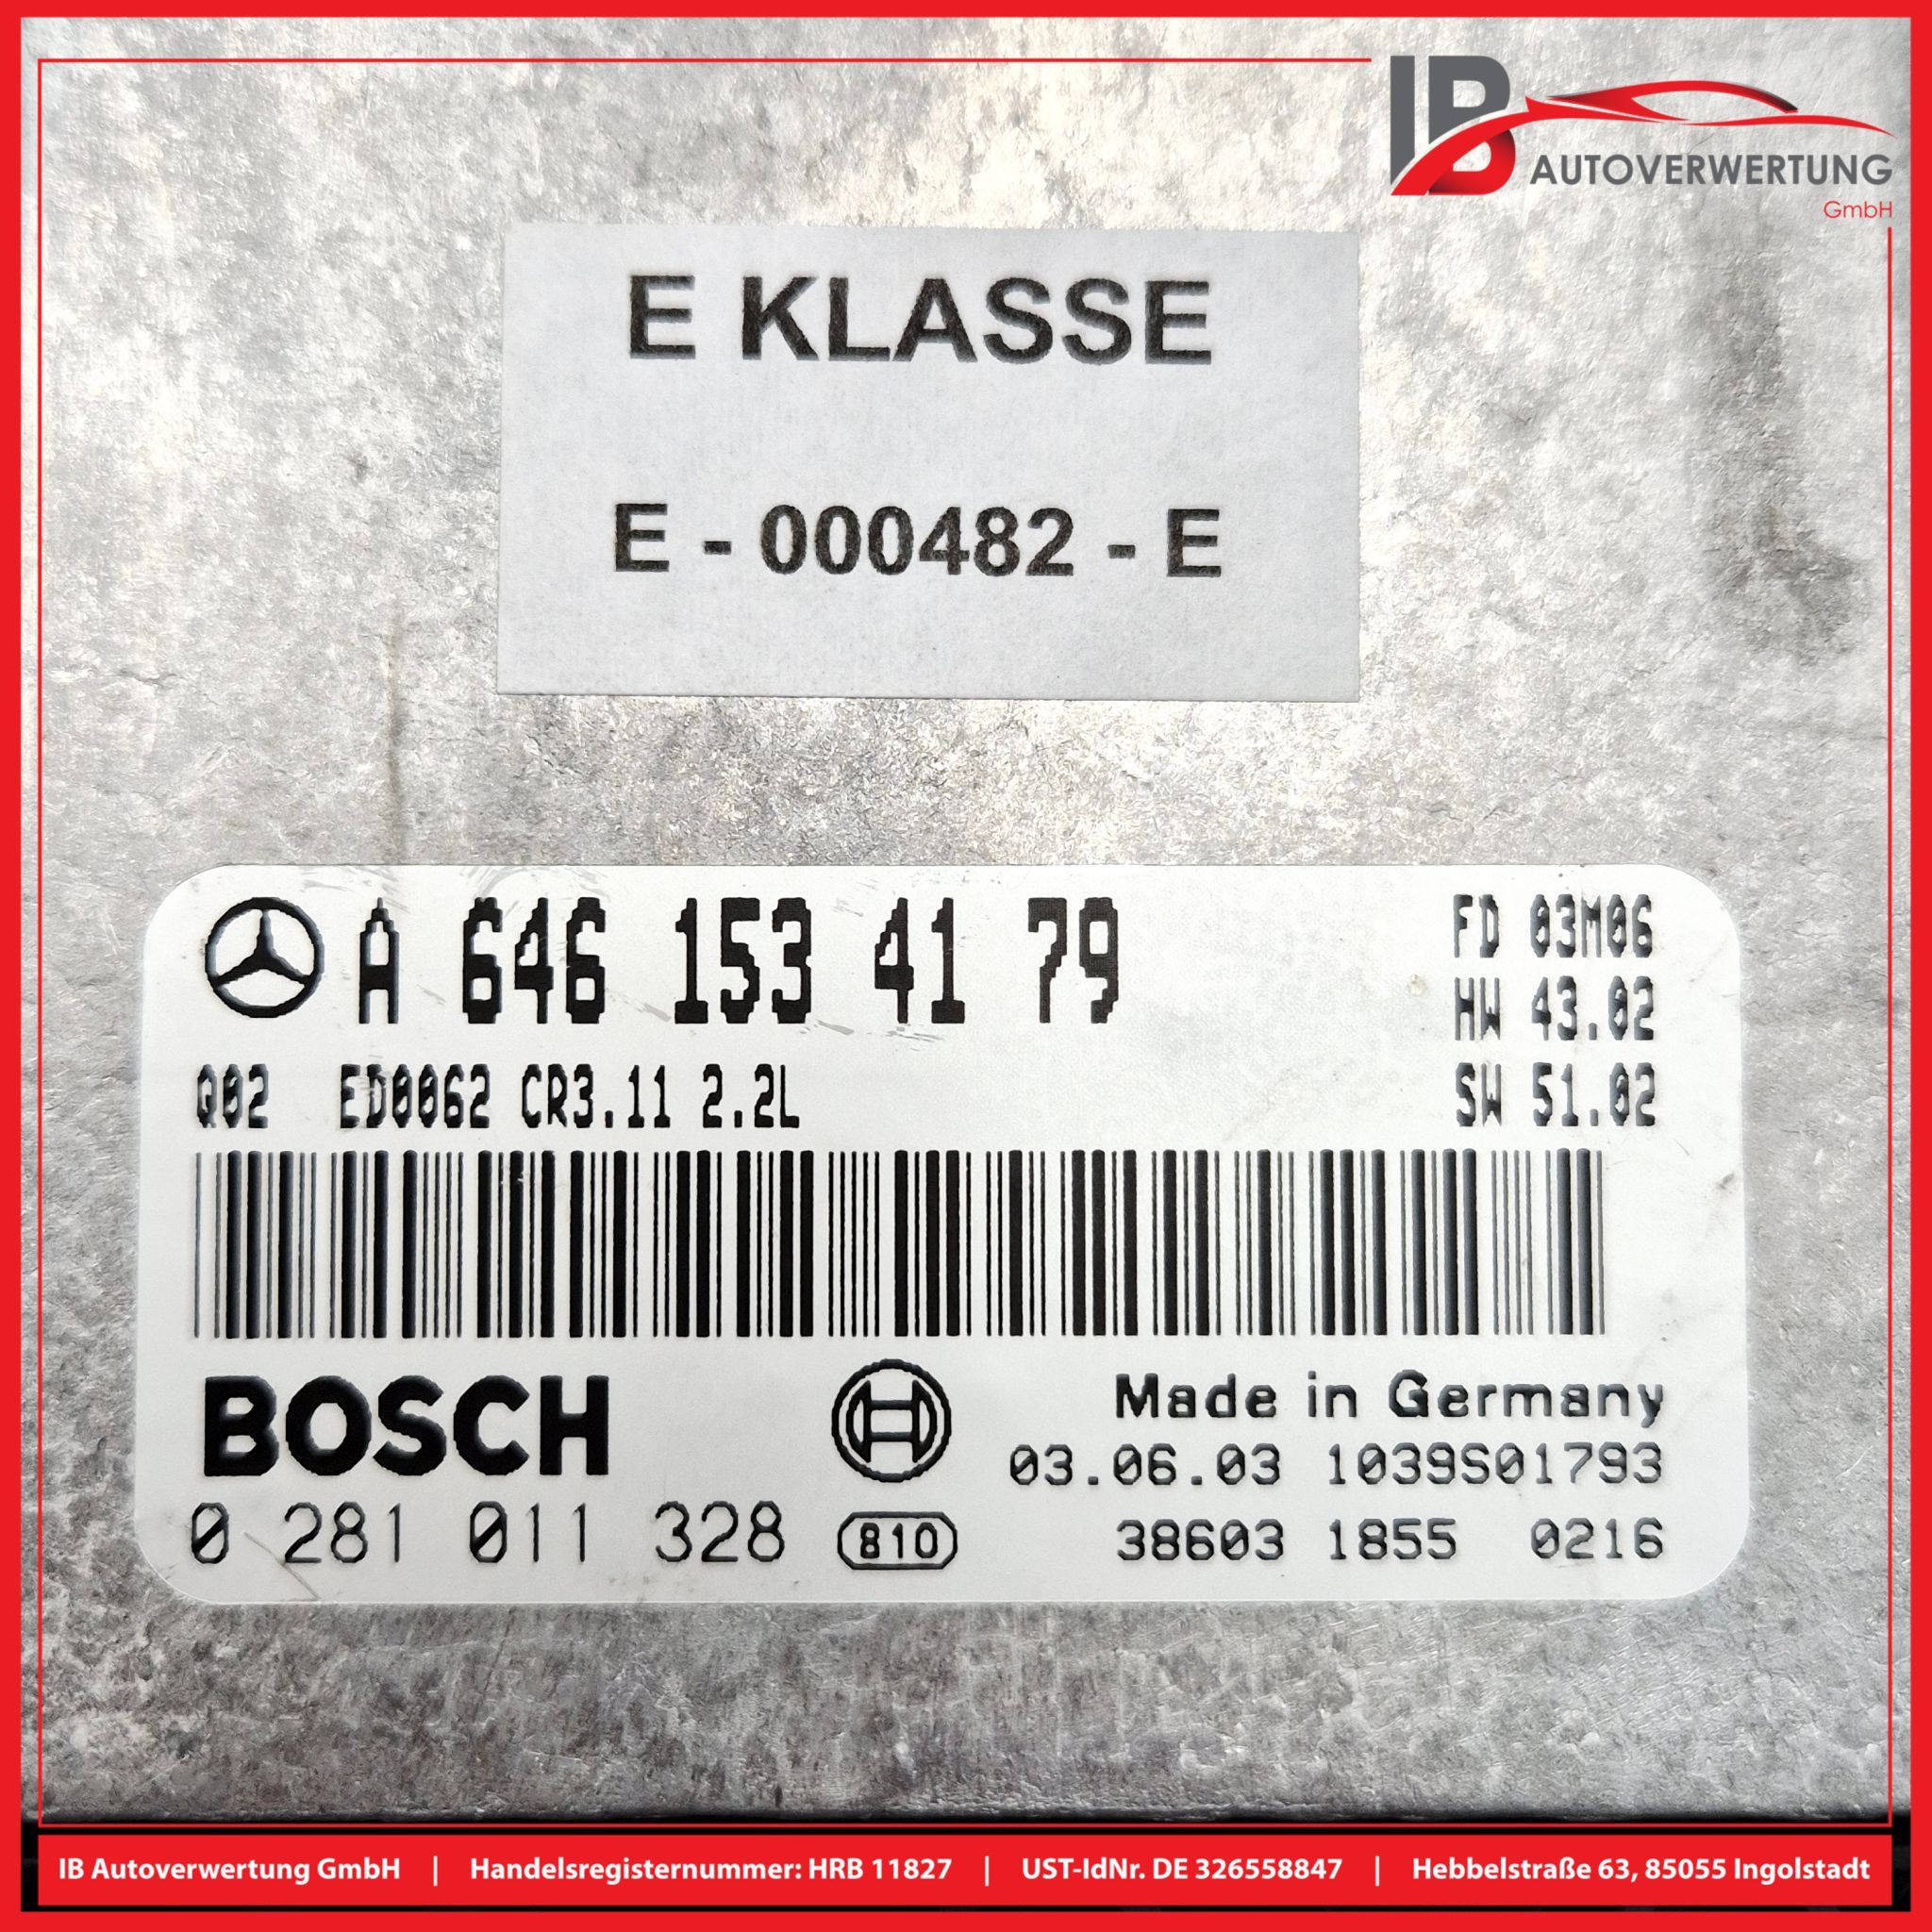 IB AUTOVERWERTUNG
GmbH
E KLASSE
E - 000482 - E
A 646 153 41 79
FD 03M06
HW 43.02
Q02 ED0062 CR3.11 2.2L
SW 51.02
BOSCH
Made in Germany
03.06.03 1039S01793
0 281 011 328
810
38603 1855 0216
IB Autoverwertung GmbH | Handelsregisternummer: HRB 11827 | UST-IdNr. DE 326558847 | Hebbelstraße 63, 85055 Ingolstadt